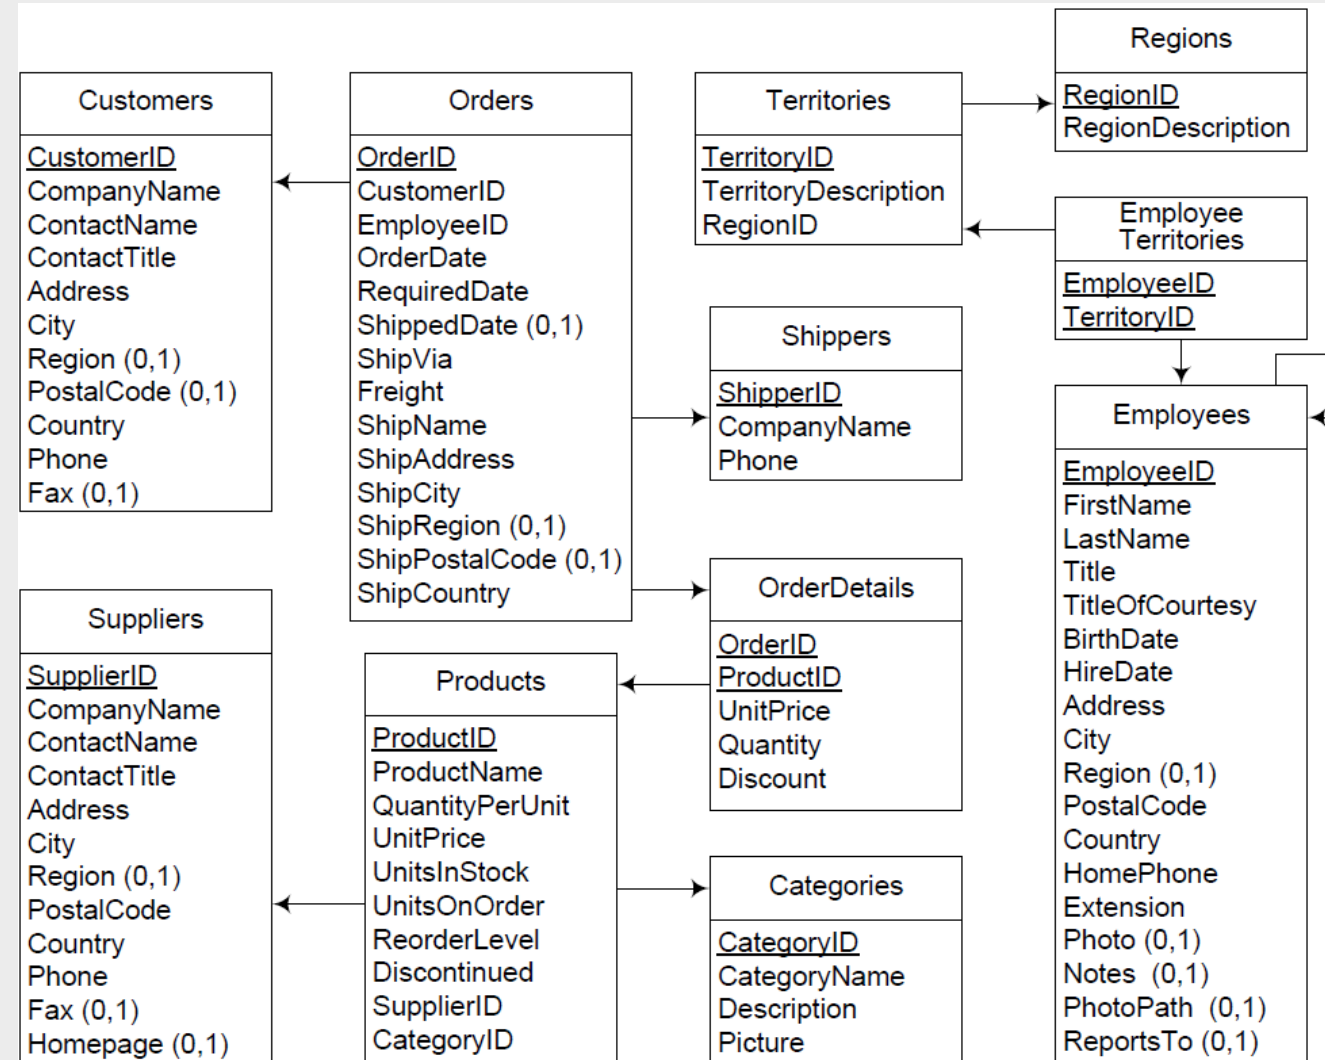 Customers
CustomerID
CompanyName
ContactName
ContactTitle
Address
City
Region (0,1)
PostalCode (0,1)
Country
Phone
Fax (0,1)
Orders
OrderID
CustomerID
EmployeeID
OrderDate
RequiredDate
ShippedDate (0,1)
ShipVia
Freight
ShipName
ShipAddress
ShipCity
ShipRegion (0,1)
ShipPostalCode (0,1)
ShipCountry
Territories
TerritoryID
TerritoryDescription
RegionID
Regions
RegionID
RegionDescription
Employee
Territories
EmployeeID
TerritoryID
Shippers
ShipperID
CompanyName
Phone
Employees
EmployeeID
FirstName
LastName
Title
TitleOfCourtesy
BirthDate
HireDate
Address
City
Region (0,1)
PostalCode
Country
HomePhone
Extension
Photo (0,1)
Notes (0,1)
PhotoPath (0,1)
ReportsTo (0,1)
OrderDetails
OrderID
ProductID
UnitPrice
Quantity
Discount
Suppliers
SupplierID
CompanyName
ContactName
ContactTitle
Address
City
Region (0,1)
PostalCode
Country
Phone
Fax (0,1)
Homepage (0,1)
Products
ProductID
ProductName
QuantityPerUnit
UnitPrice
UnitsInStock
UnitsOnOrder
ReorderLevel
Discontinued
SupplierID
CategoryID
Categories
CategoryID
CategoryName
Description
Picture